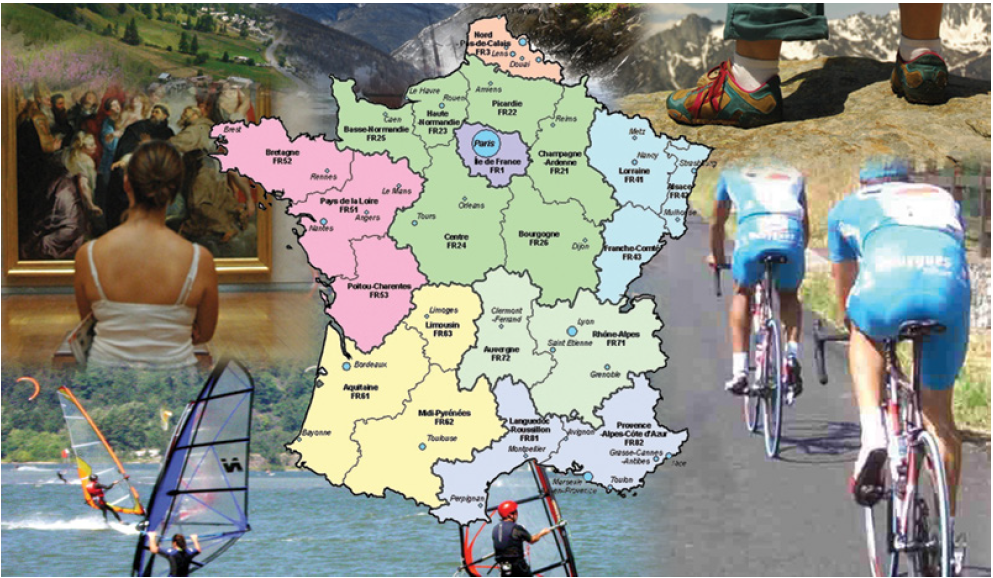 Nord
Pas-de-Calais
FR3
Lens
Douai
Le Havre
Rouen
Amiens
Picardie
FR22
Caen
Haute
-Normandie
FR23
Basse-Normandie
FR25
Reims
Brest
Paris
Île de France
FR1
Champagne
-Ardenne
FR21
Metz
Nancy
Lorraine
FR41
Strasbourg
Alsace
FR42
Mulhouse
Bretagne
FR52
Rennes
Le Mans
Pays de la Loire
FR51
Angers
Nantes
Tours
Orléans
Centre
FR24
Bourgogne
FR26
Dijon
Franche-Comté
FR43
Poitou-Charentes
FR53
Limoges
Limousin
FR63
Clermont
-Ferrand
Auvergne
FR72
Lyon
Rhône-Alpes
FR71
Saint Etienne
Grenoble
Bordeaux
Aquitaine
FR61
Midi-Pyrénées
FR62
Toulouse
Bayonne
Languedoc
-Roussillon
FR81
Montpellier
Avignon
Provence
-Alpes-Côte d'Azur
FR82
Grasse-Cannes
-Antibes
Toulon
Perpignan